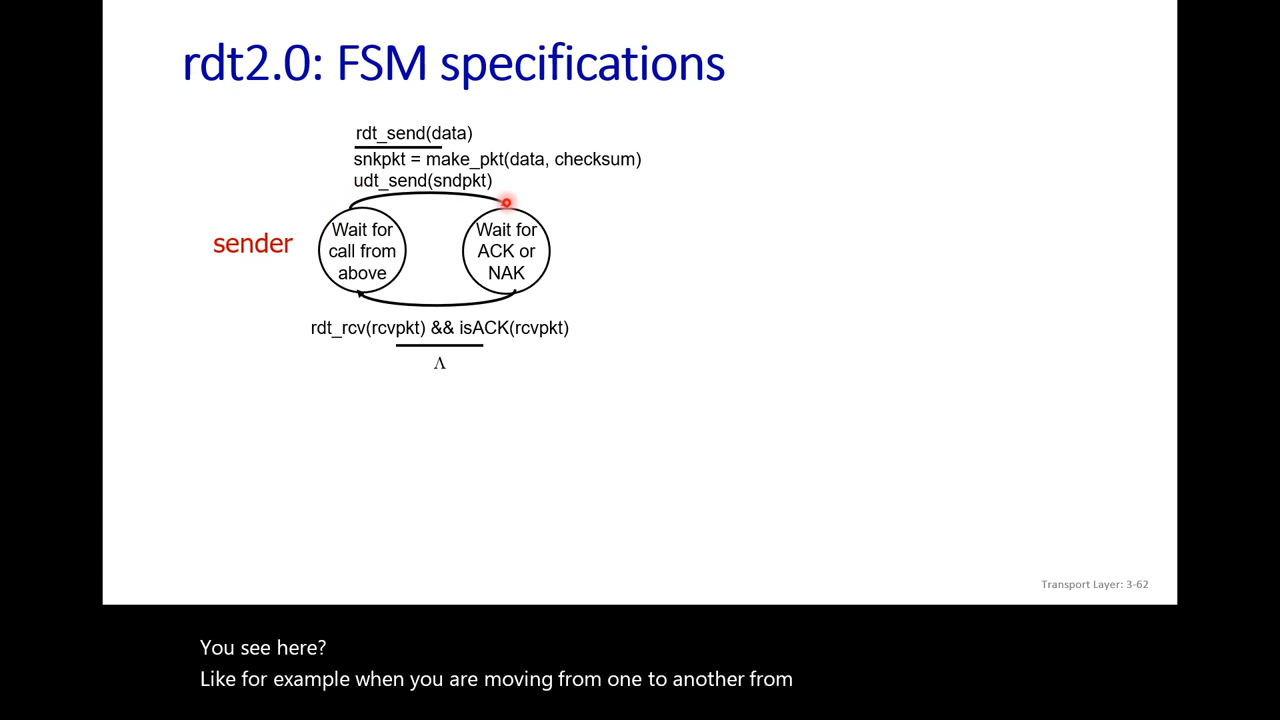 rdt2.0: FSM specifications
rdt_send(data)
snkpkt = make_pkt(data, checksum)
udt_send(sndpkt)
sender
Wait for
call from
above
Wait for
ACK or
NAK
rdt_rcv(rcvpkt) && isACK(rcvpkt)
Λ
Transport Layer: 3-62
You see here?
Like for example when you are moving from one to another from